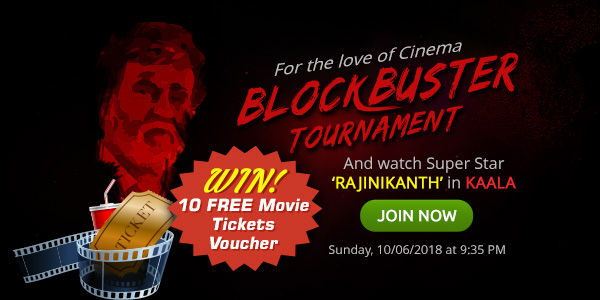 For the love of Cinema
BLOCKBUSTER
TOURNAMENT
And watch Super Star
‘RAJINIKANTH’ in KAALA
JOIN NOW
Sunday, 10/06/2018 at 9:35 PM
WIN!
10 FREE Movie
Tickets
Voucher
TICKET